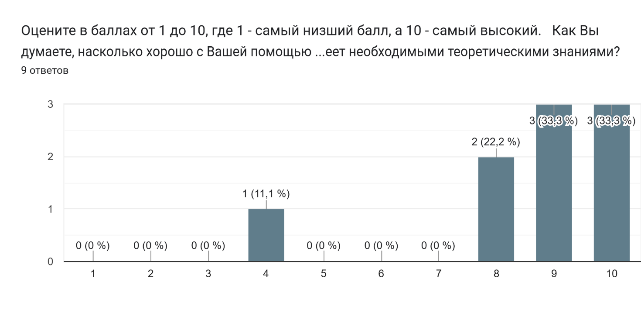 Оцените в баллах от 1 до 10, где 1 - самый низший балл, а 10 - самый высокий. Как Вы
думаете, насколько хорошо с Вашей помощью ...еет необходимыми теоретическими знаниями?
9 ответов
3
3 (33,3 %) 3 (33,3 %)
2 (22,2 %)
2
1 (11,1 %)
1
0 (0 %) 0 (0 %) 0 (0 %) 0 (0 %) 0 (0 %) 0 (0 %)
0
1 2 3 4 5 6 7 8 9 10